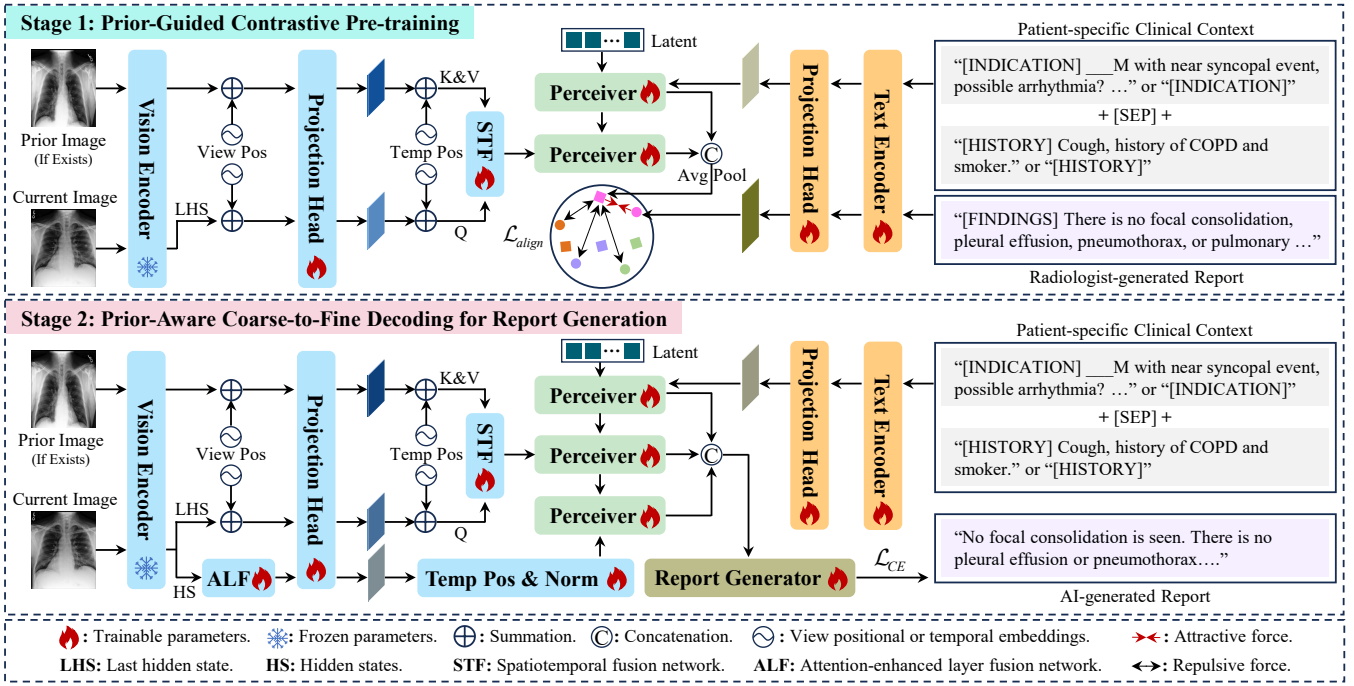 Stage 1: Prior-Guided Contrastive Pre-training
Prior Image
(If Exists)
Current Image
Vision Encoder
LHS
View Pos
Projection Head
Temp Pos
K&V
Q
STF
Latent
Perceiver
Perceiver
C
Avg Pool
ℒalign
Projection Head
Text Encoder
Patient-specific Clinical Context
“[INDICATION] ___M with near syncopal event,
possible arrhythmia? …” or “[INDICATION]”
+ [SEP] +
“[HISTORY] Cough, history of COPD and
smoker.” or “[HISTORY]”
“[FINDINGS] There is no focal consolidation,
pleural effusion, pneumothorax, or pulmonary …”
Radiologist-generated Report
Stage 2: Prior-Aware Coarse-to-Fine Decoding for Report Generation
Prior Image
(If Exists)
Current Image
Vision Encoder
LHS
HS
ALF
View Pos
Projection Head
Temp Pos
K&V
Q
STF
Temp Pos & Norm
Latent
Perceiver
Perceiver
Perceiver
C
Report Generator
ℒCE
Projection Head
Text Encoder
Patient-specific Clinical Context
“[INDICATION] ___M with near syncopal event,
possible arrhythmia? …” or “[INDICATION]”
+ [SEP] +
“[HISTORY] Cough, history of COPD and
smoker.” or “[HISTORY]”
“No focal consolidation is seen. There is no
pleural effusion or pneumothorax….”
AI-generated Report
: Trainable parameters. : Frozen parameters. : Summation. C: Concatenation. : View positional or temporal embeddings. : Attractive force.
LHS: Last hidden state. HS: Hidden states. STF: Spatiotemporal fusion network. ALF: Attention-enhanced layer fusion network. : Repulsive force.